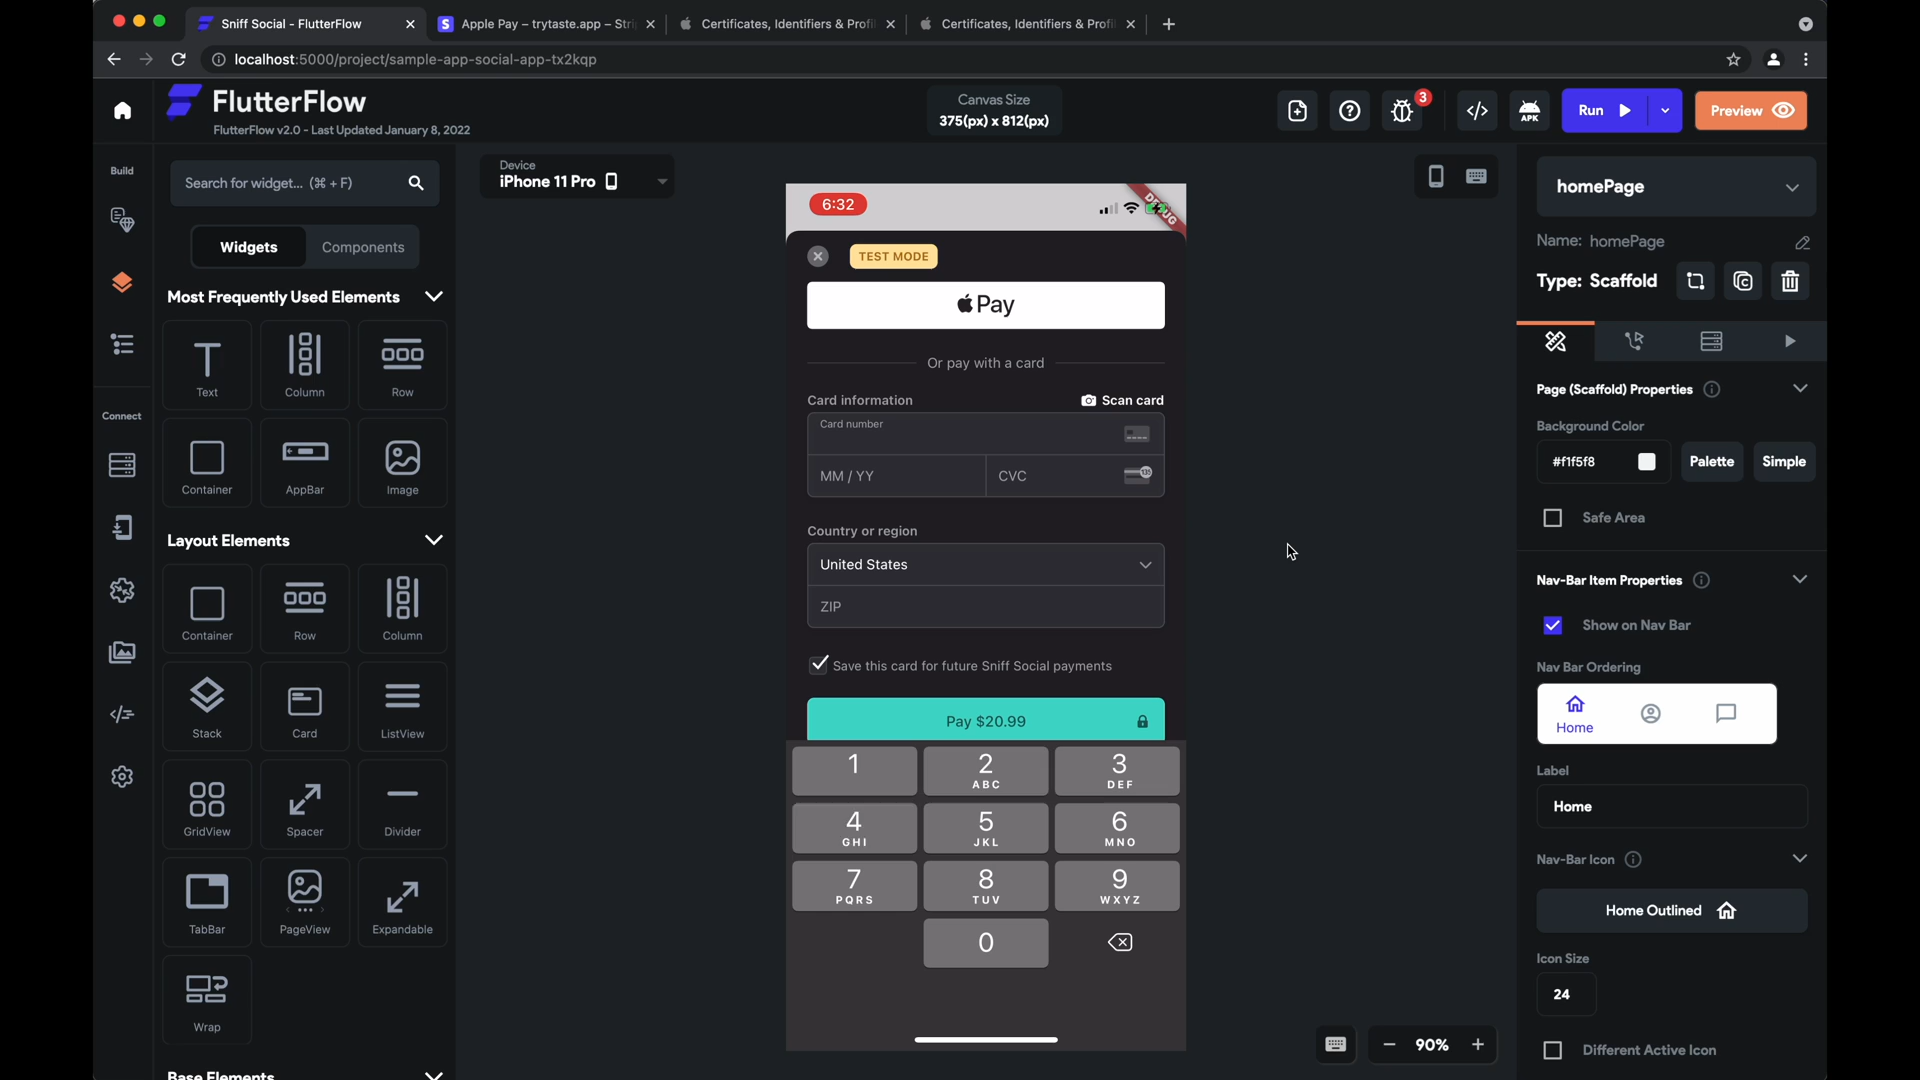 Sniff Social - FlutterFlow
Apple Pay – trytaste.app – Stri
Certificates, Identifiers & Profi
Certificates, Identifiers & Profi
localhost:5000/project/sample-app-social-app-tx2kqp
FlutterFlow
FlutterFlow v2.0 - Last Updated January 8, 2022
Canvas Size
375(px) x 812(px)
3
APK
Run
Preview
Build
Connect
Search for widget... (⌘ + F)
Widgets
Components
Most Frequently Used Elements
Text
Column
Row
Container
AppBar
Image
Layout Elements
Container
Row
Column
Stack
Card
ListView
GridView
Spacer
Divider
TabBar
PageView
Expandable
Wrap
Base Elements
Device
iPhone 11 Pro
6:32
DEBUG
TEST MODE
Pay
Or pay with a card
Card information
Scan card
Card number
MM / YY
CVC
Country or region
United States
ZIP
Save this card for future Sniff Social payments
Pay $20.99
1
2 ABC
3 DEF
4 GHI
5 JKL
6 MNO
7 PQRS
8 TUV
9 WXYZ
0
90%
homePage
Name: homePage
Type: Scaffold
Page (Scaffold) Properties
Background Color
#f1f5f8
Palette
Simple
Safe Area
Nav-Bar Item Properties
Show on Nav Bar
Nav Bar Ordering
Home
Label
Home
Nav-Bar Icon
Home Outlined
Icon Size
24
Different Active Icon